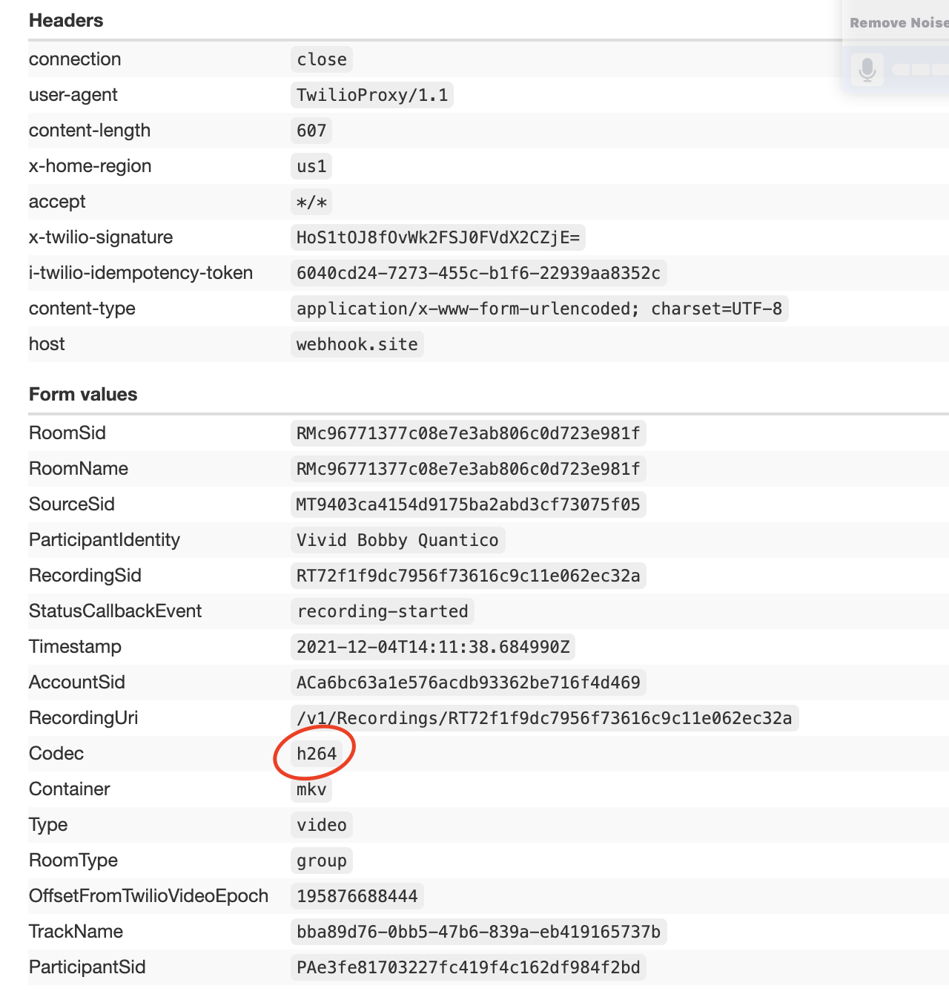 Headers
Remove Noise
connection close
user-agent TwilioProxy/1.1
content-length 607
x-home-region us1
accept */*
x-twilio-signature HoS1tOJ8fOvWk2FSJ0FVdX2CZjE=
i-twilio-idempotency-token 6040cd24-7273-455c-b1f6-22939aa8352c
content-type application/x-www-form-urlencoded; charset=UTF-8
host webhook.site
Form values
RoomSid RMc96771377c08e7e3ab806c0d723e981f
RoomName RMc96771377c08e7e3ab806c0d723e981f
SourceSid MT9403ca4154d9175ba2abd3cf73075f05
ParticipantIdentity Vivid Bobby Quantico
RecordingSid RT72f1f9dc7956f73616c9c11e062ec32a
StatusCallbackEvent recording-started
Timestamp 2021-12-04T14:11:38.684990Z
AccountSid ACa6bc63a1e576acdb93362be716f4d469
RecordingUri /v1/Recordings/RT72f1f9dc7956f73616c9c11e062ec32a
Codec h264
Container mkv
Type video
RoomType group
OffsetFromTwilioVideoEpoch 195876688444
TrackName bba89d76-0bb5-47b6-839a-eb419165737b
ParticipantSid PAe3fe81703227fc419f4c162df984f2bd